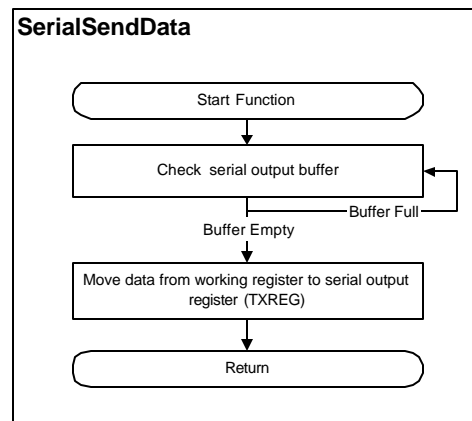 SerialSendData
Start Function
Check serial output buffer
Buffer Full
Buffer Empty
Move data from working register to serial output
register (TXREG)
Return